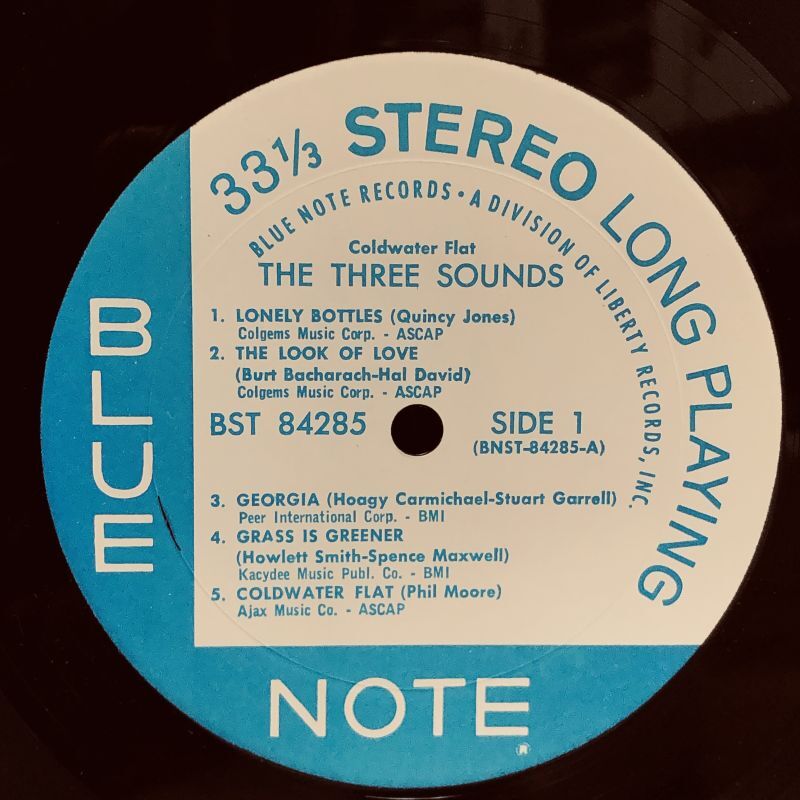 33 1/3 STEREO LONG PLAYING
BLUE NOTE RECORDS • A DIVISION OF LIBERTY RECORDS, INC.
Coldwater Flat
THE THREE SOUNDS
1. LONELY BOTTLES (Quincy Jones)
Colgems Music Corp. - ASCAP
2. THE LOOK OF LOVE
(Burt Bacharach-Hal David)
Colgems Music Corp. - ASCAP
BST 84285 SIDE 1
(BNST-84285-A)
3. GEORGIA (Hoagy Carmichael-Stuart Garrell)
Peer International Corp. - BMI
4. GRASS IS GREENER
(Howlett Smith-Spence Maxwell)
Kacydee Music Publ. Co. - BMI
5. COLDWATER FLAT (Phil Moore)
Ajax Music Co. - ASCAP
BLUE
NOTE
®